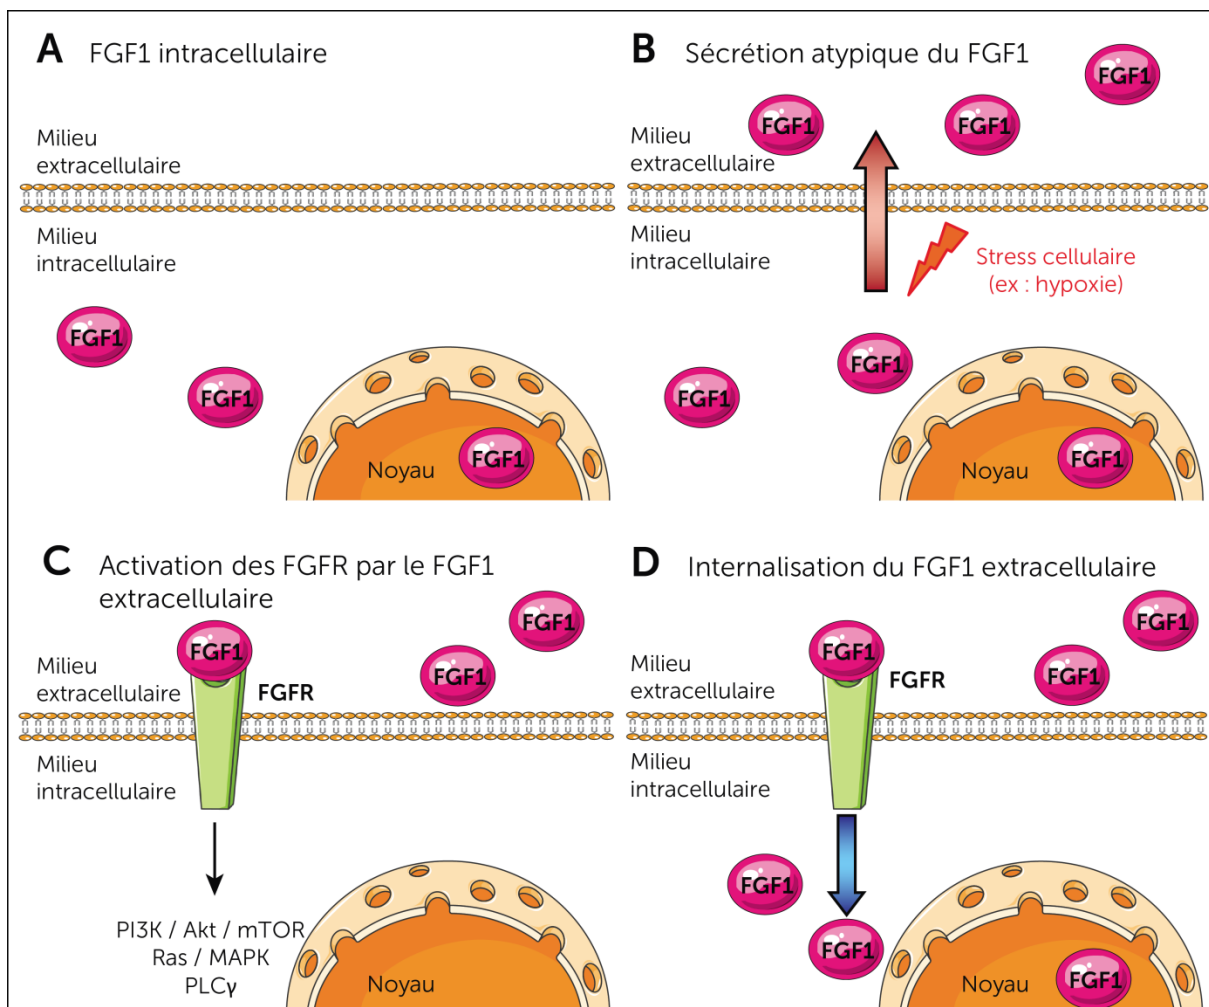 A FGF1 intracellulaire
Milieu
extracellulaire
Milieu
intracellulaire
FGF1
FGF1
FGF1
Noyau
B Sécrétion atypique du FGF1
FGF1
FGF1
FGF1
Milieu
extracellulaire
Milieu
intracellulaire
Stress cellulaire
(ex : hypoxie)
FGF1
FGF1
FGF1
Noyau
C Activation des FGFR par le FGF1
extracellulaire
FGF1
FGF1
FGF1
Milieu
extracellulaire
FGFR
Milieu
intracellulaire
PI3K / Akt / mTOR
Ras / MAPK
PLCγ
Noyau
D Internalisation du FGF1 extracellulaire
FGF1
FGF1
FGF1
Milieu
extracellulaire
FGFR
Milieu
intracellulaire
FGF1
FGF1
FGF1
Noyau